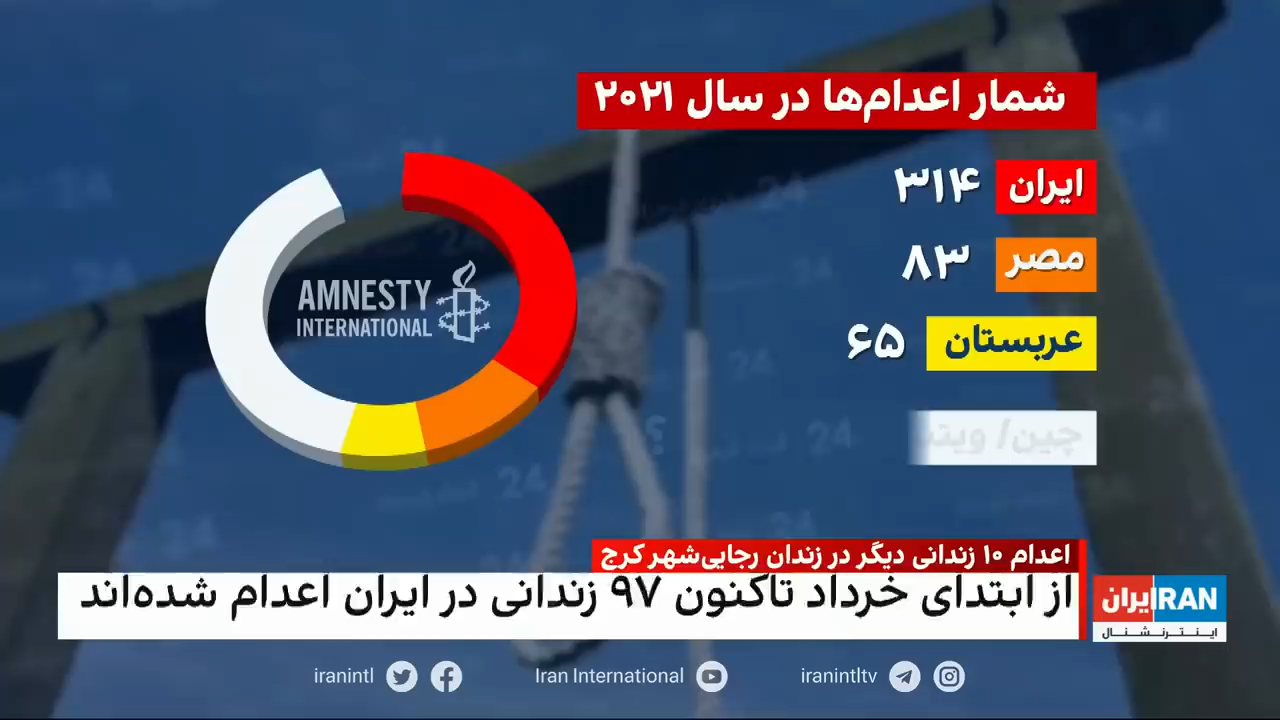 شمار اعدام‌ها در سال ۲۰۲۱
ایران ۳۱۴
مصر ۸۳
عربستان ۶۵
چین/
AMNESTY
INTERNATIONAL
اعدام ۱۰ زندانی دیگر در زندان رجایی‌شهر کرج
از ابتدای خرداد تاکنون ۹۷ زندانی در ایران اعدام شده‌اند
ایران IRAN
اینترنشنال
iranintl
Iran International
iranintltv